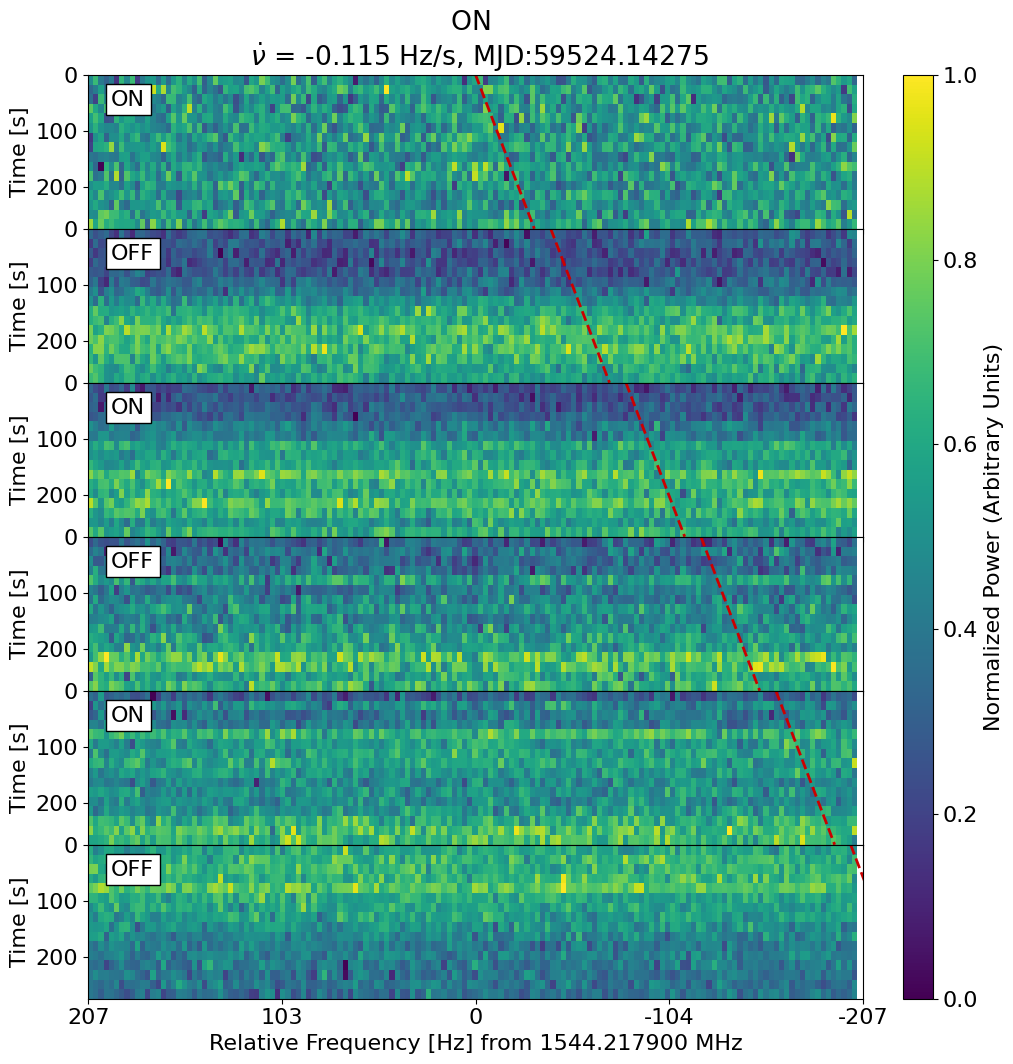 ON
ν̇ = -0.115 Hz/s, MJD:59524.14275
0
100
200
Time [s]
ON
0
100
200
Time [s]
OFF
0
100
200
Time [s]
ON
0
100
200
Time [s]
OFF
0
100
200
Time [s]
ON
0
100
200
Time [s]
OFF
207
103
0
-104
-207
Relative Frequency [Hz] from 1544.217900 MHz
1.0
0.8
0.6
0.4
0.2
0.0
Normalized Power (Arbitrary Units)